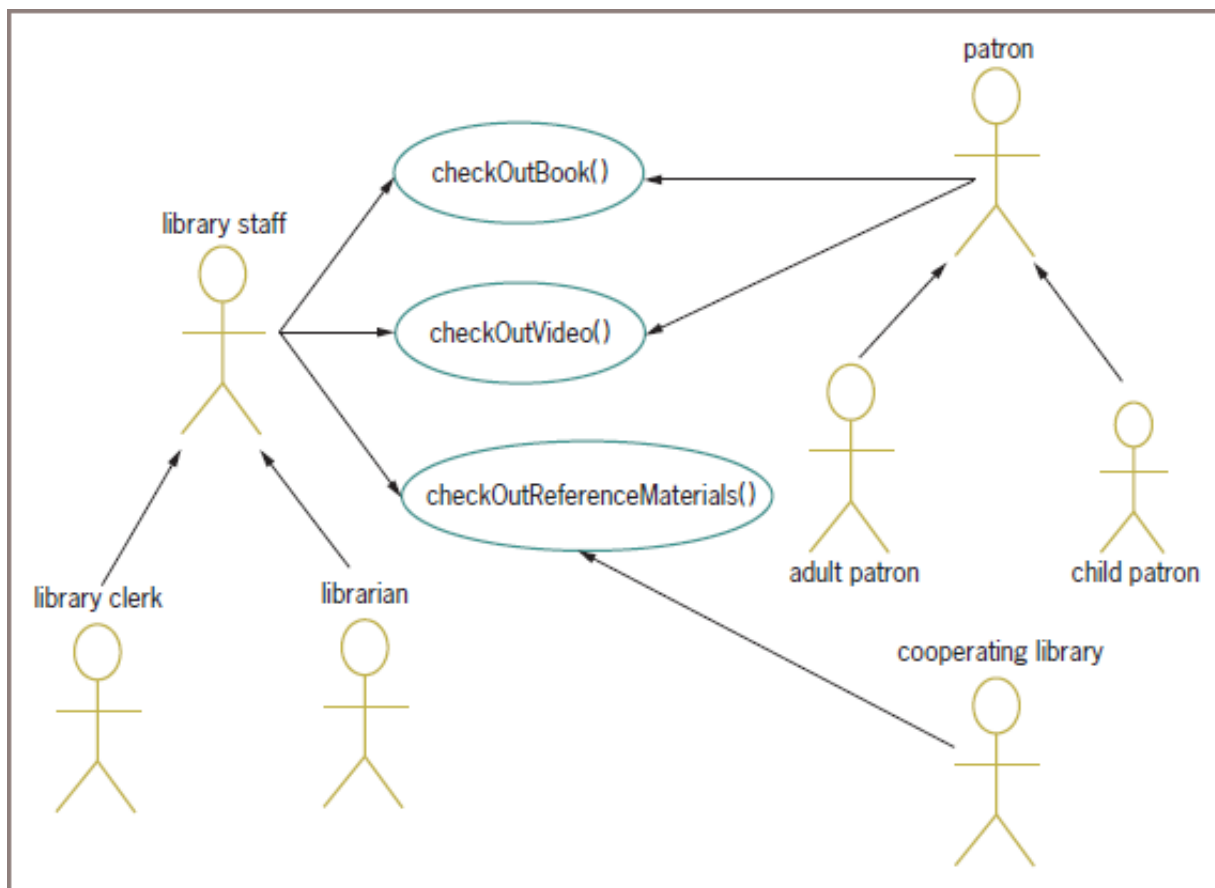 patron
checkOutBook()
library staff
checkOutVideo()
checkOutReferenceMaterials()
adult patron
child patron
library clerk
librarian
cooperating library